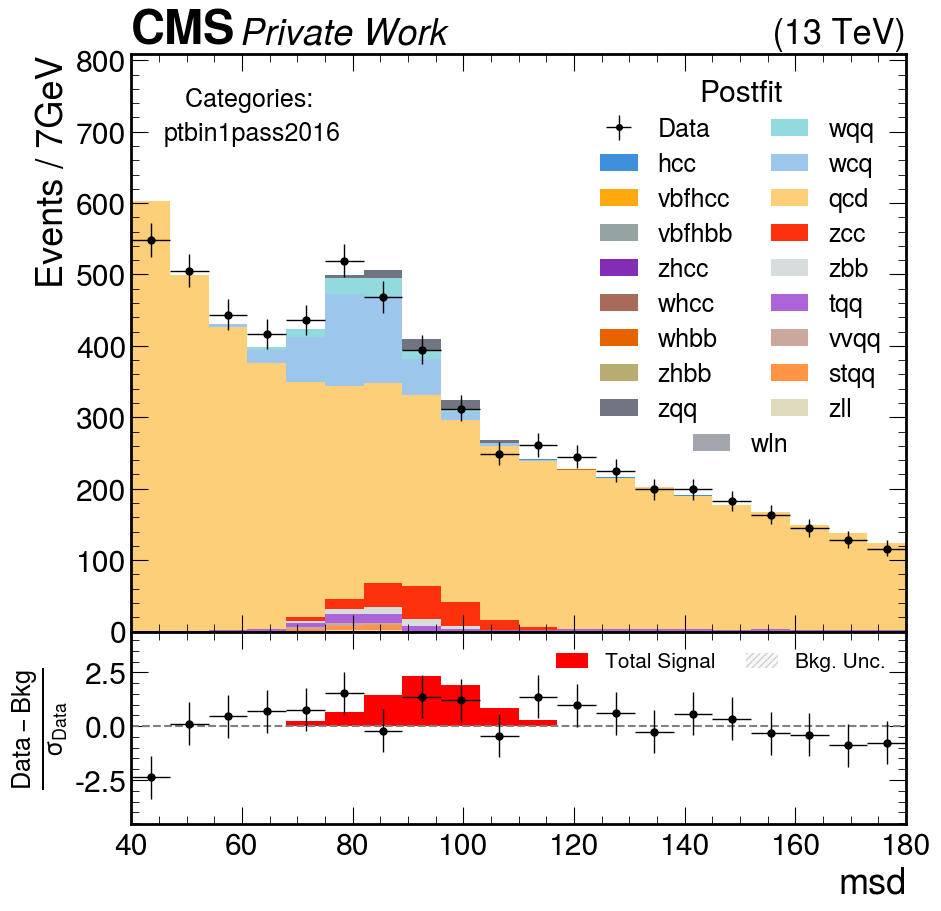 CMS Private Work (13 TeV)
Events / 7GeV
800
700
600
500
400
300
200
100
0
Categories:
ptbin1pass2016
Postfit
Data
hcc
vbfhcc
vbfhbb
zhcc
whcc
whbb
zhbb
zqq
wqq
wcq
qcd
zcc
zbb
tqq
vvqq
stqq
zll
wln
Data − Bkg
σData
2.5
0.0
-2.5
Total Signal
Bkg. Unc.
40 60 80 100 120 140 160 180
msd